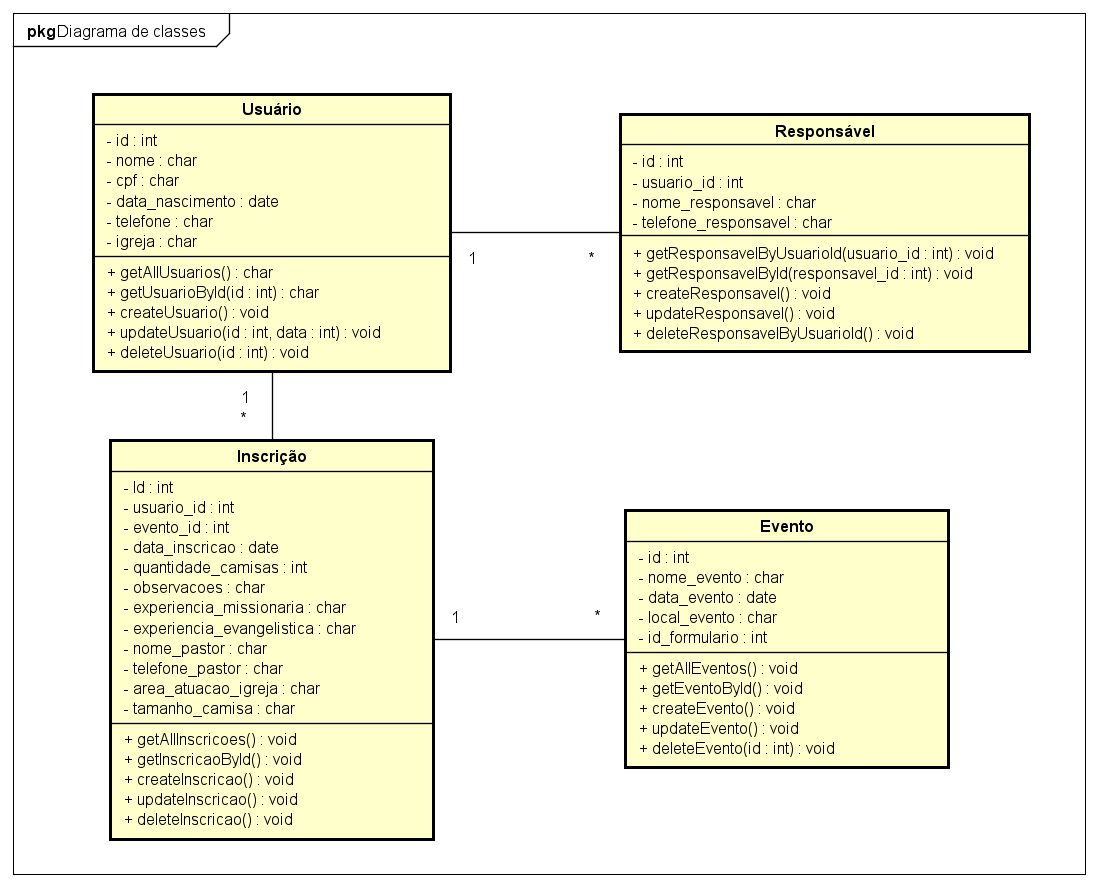 pkgDiagrama de classes
Usuário
- id : int
- nome : char
- cpf : char
- data_nascimento : date
- telefone : char
- igreja : char
+ getAllUsuarios() : char
+ getUsuarioById(id : int) : char
+ createUsuario() : void
+ updateUsuario(id : int, data : int) : void
+ deleteUsuario(id : int) : void
1
*
Responsável
- id : int
- usuario_id : int
- nome_responsavel : char
- telefone_responsavel : char
+ getResponsavelByUsuarioId(usuario_id : int) : void
+ getResponsavelById(responsavel_id : int) : void
+ createResponsavel() : void
+ updateResponsavel() : void
+ deleteResponsavelByUsuarioId() : void
1
*
Inscrição
- Id : int
- usuario_id : int
- evento_id : int
- data_inscricao : date
- quantidade_camisas : int
- observacoes : char
- experiencia_missionaria : char
- experiencia_evangelistica : char
- nome_pastor : char
- telefone_pastor : char
- area_atuacao_igreja : char
- tamanho_camisa : char
+ getAllInscricoes() : void
+ getInscricaoById() : void
+ createInscricao() : void
+ updateInscricao() : void
+ deleteInscricao() : void
1
*
Evento
- id : int
- nome_evento : char
- data_evento : date
- local_evento : char
- id_formulario : int
+ getAllEventos() : void
+ getEventoById() : void
+ createEvento() : void
+ updateEvento() : void
+ deleteEvento(id : int) : void